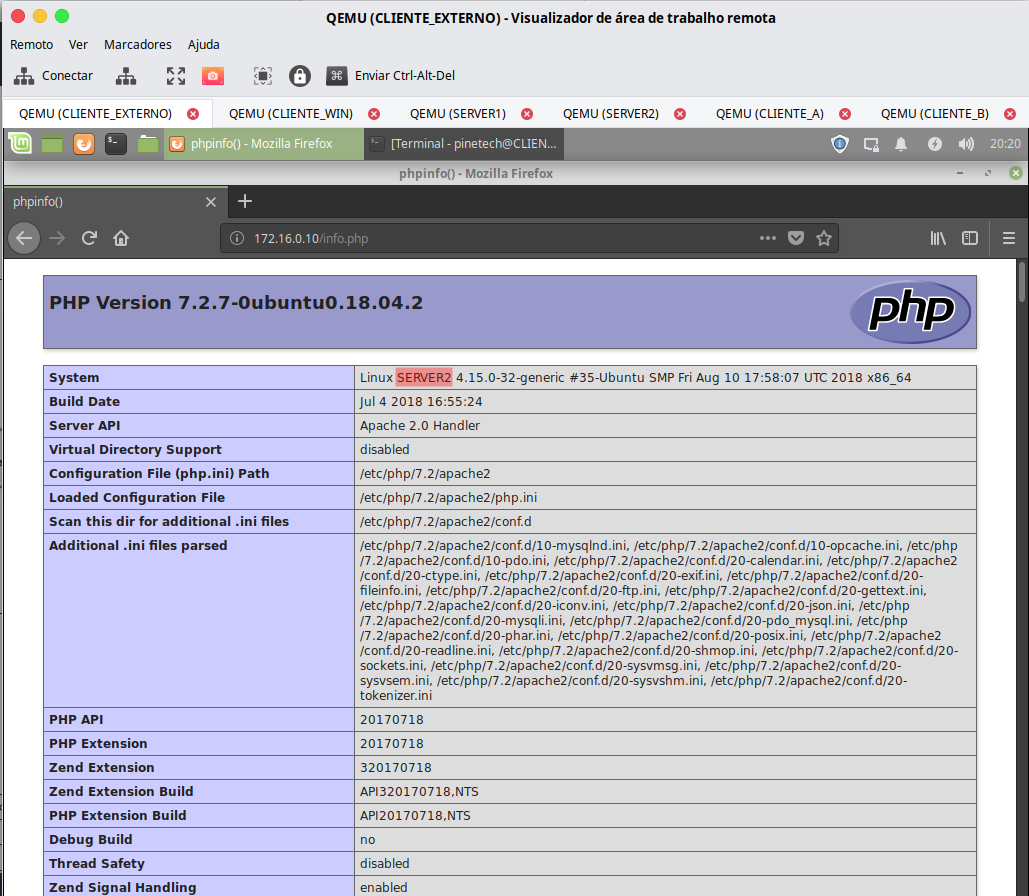 QEMU (CLIENTE_EXTERNO) - Visualizador de área de trabalho remota
Remoto Ver Marcadores Ajuda
Conectar Enviar Ctrl-Alt-Del
QEMU (CLIENTE_EXTERNO) QEMU (CLIENTE_WIN) QEMU (SERVER1) QEMU (SERVER2) QEMU (CLIENTE_A) QEMU (CLIENTE_B)
phpinfo() - Mozilla Firefox [Terminal - pinetech@CLIEN... 20:20
phpinfo() - Mozilla Firefox
phpinfo()
172.16.0.10/info.php
PHP Version 7.2.7-0ubuntu0.18.04.2
php
System Linux SERVER2 4.15.0-32-generic #35-Ubuntu SMP Fri Aug 10 17:58:07 UTC 2018 x86_64
Build Date Jul 4 2018 16:55:24
Server API Apache 2.0 Handler
Virtual Directory Support disabled
Configuration File (php.ini) Path /etc/php/7.2/apache2
Loaded Configuration File /etc/php/7.2/apache2/php.ini
Scan this dir for additional .ini files /etc/php/7.2/apache2/conf.d
Additional .ini files parsed /etc/php/7.2/apache2/conf.d/10-mysqlnd.ini, /etc/php/7.2/apache2/conf.d/10-opcache.ini, /etc/php
/7.2/apache2/conf.d/10-pdo.ini, /etc/php/7.2/apache2/conf.d/20-calendar.ini, /etc/php/7.2/apache2
/conf.d/20-ctype.ini, /etc/php/7.2/apache2/conf.d/20-exif.ini, /etc/php/7.2/apache2/conf.d/20-
fileinfo.ini, /etc/php/7.2/apache2/conf.d/20-ftp.ini, /etc/php/7.2/apache2/conf.d/20-gettext.ini,
/etc/php/7.2/apache2/conf.d/20-iconv.ini, /etc/php/7.2/apache2/conf.d/20-json.ini, /etc/php
/7.2/apache2/conf.d/20-mysqli.ini, /etc/php/7.2/apache2/conf.d/20-pdo_mysql.ini, /etc/php
/7.2/apache2/conf.d/20-phar.ini, /etc/php/7.2/apache2/conf.d/20-posix.ini, /etc/php/7.2/apache2
/conf.d/20-readline.ini, /etc/php/7.2/apache2/conf.d/20-shmop.ini, /etc/php/7.2/apache2/conf.d/20-
sockets.ini, /etc/php/7.2/apache2/conf.d/20-sysvmsg.ini, /etc/php/7.2/apache2/conf.d/20-
sysvsem.ini, /etc/php/7.2/apache2/conf.d/20-sysvshm.ini, /etc/php/7.2/apache2/conf.d/20-
tokenizer.ini
PHP API 20170718
PHP Extension 20170718
Zend Extension 320170718
Zend Extension Build API320170718,NTS
PHP Extension Build API20170718,NTS
Debug Build no
Thread Safety disabled
Zend Signal Handling enabled